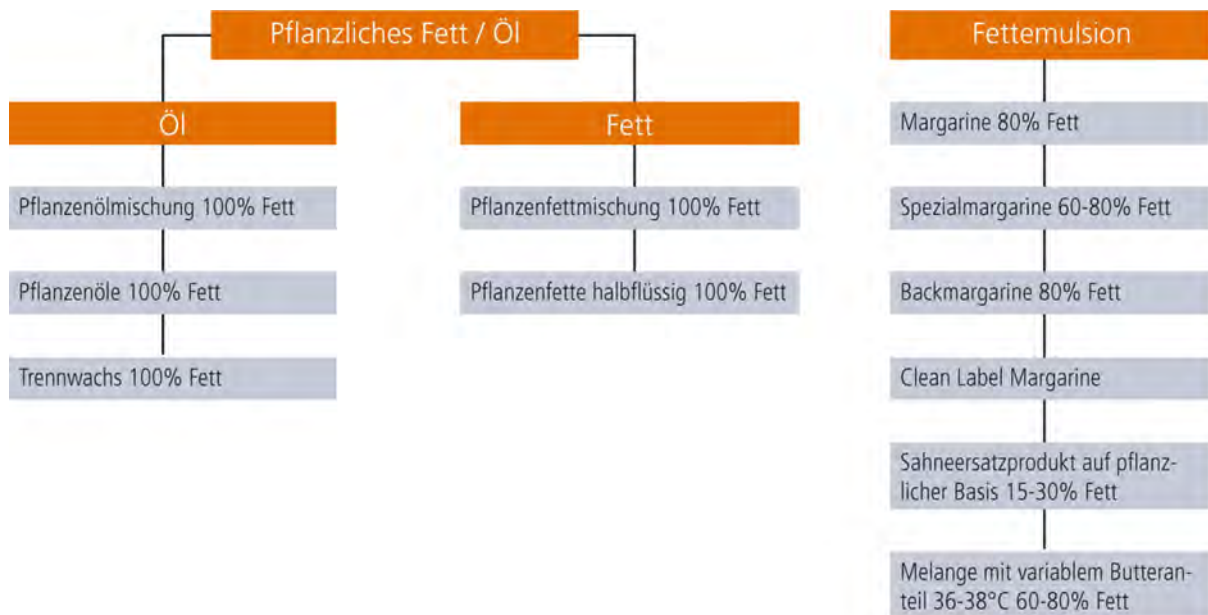 Pflanzliches Fett / Öl
Öl
Pflanzenölmischung 100% Fett
Pflanzenöle 100% Fett
Trennwachs 100% Fett
Fett
Pflanzenfettmischung 100% Fett
Pflanzenfette halbflüssig 100% Fett
Fettemulsion
Margarine 80% Fett
Spezialmargarine 60-80% Fett
Backmargarine 80% Fett
Clean Label Margarine
Sahneersatzprodukt auf pflanz-
licher Basis 15-30% Fett
Melange mit variablem Butteran-
teil 36-38°C 60-80% Fett